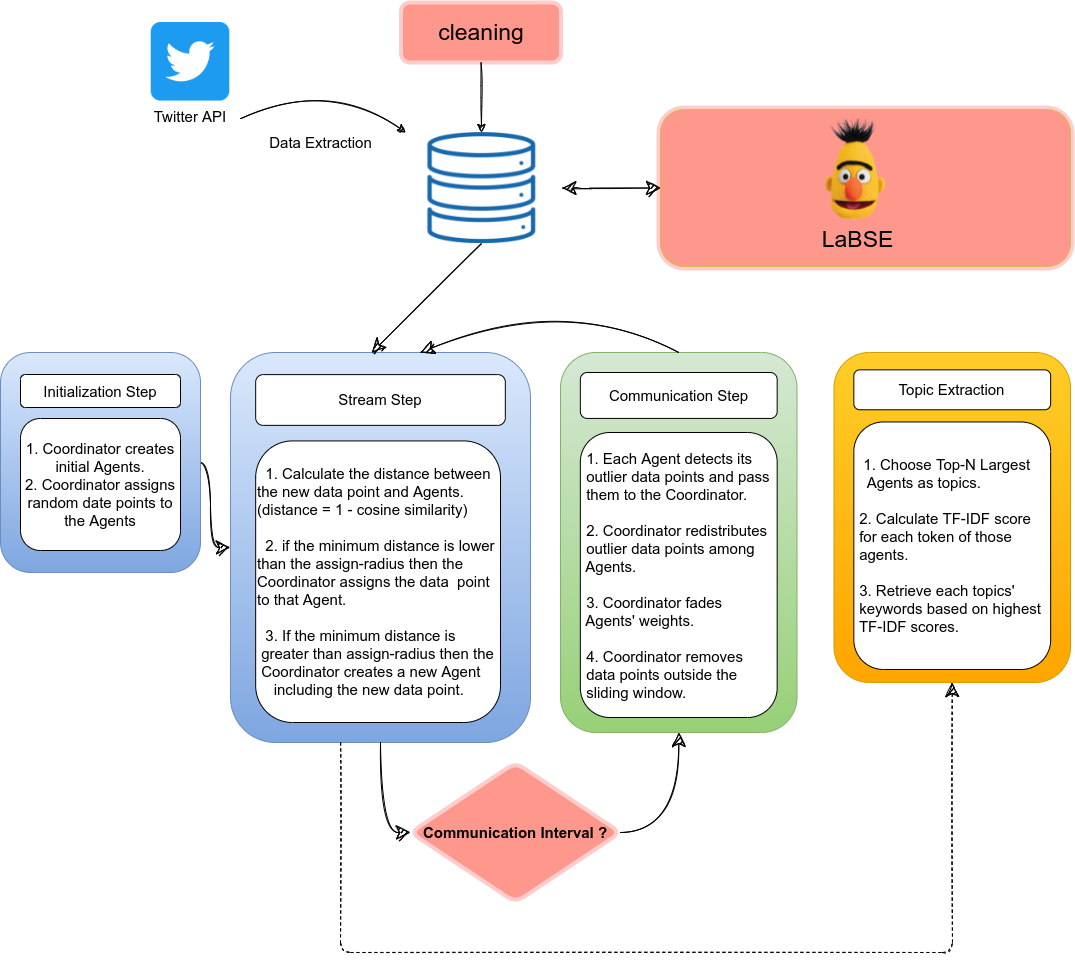 cleaning
Twitter API
Data Extraction
LaBSE
Initialization Step
1. Coordinator creates
initial Agents.
2. Coordinator assigns
random date points to
the Agents
Stream Step
1. Calculate the distance between
the new data point and Agents.
(distance = 1 - cosine similarity)
2. if the minimum distance is lower
than the assign-radius then the
Coordinator assigns the data point
to that Agent.
3. If the minimum distance is
greater than assign-radius then the
Coordinator creates a new Agent
including the new data point.
Communication Step
1. Each Agent detects its
outlier data points and pass
them to the Coordinator.
2. Coordinator redistributes
outlier data points among
Agents.
3. Coordinator fades
Agents' weights.
4. Coordinator removes
data points outside the
sliding window.
Topic Extraction
1. Choose Top-N Largest
Agents as topics.
2. Calculate TF-IDF score
for each token of those
agents.
3. Retrieve each topics'
keywords based on highest
TF-IDF scores.
Communication Interval ?